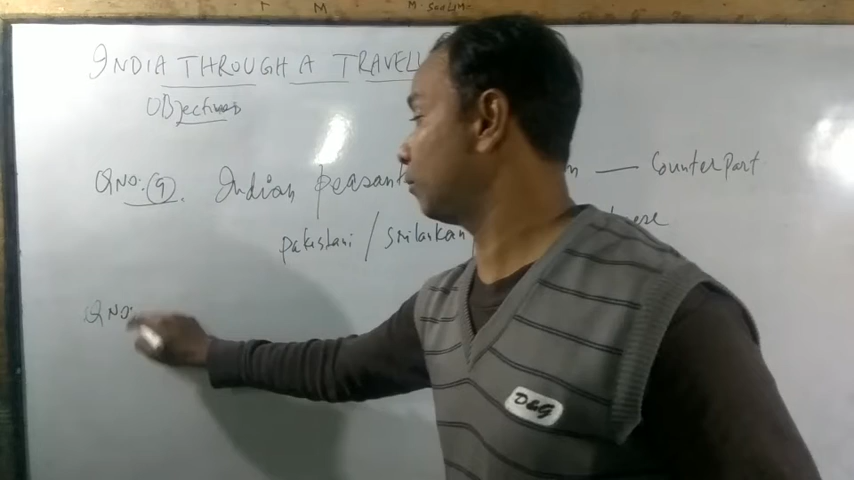 INDIA THROUGH A TRAVELL
Objectives
QNO. 9. Indian peasant — Counterpart
Pakistani / Srilankan
QNO.
D&G